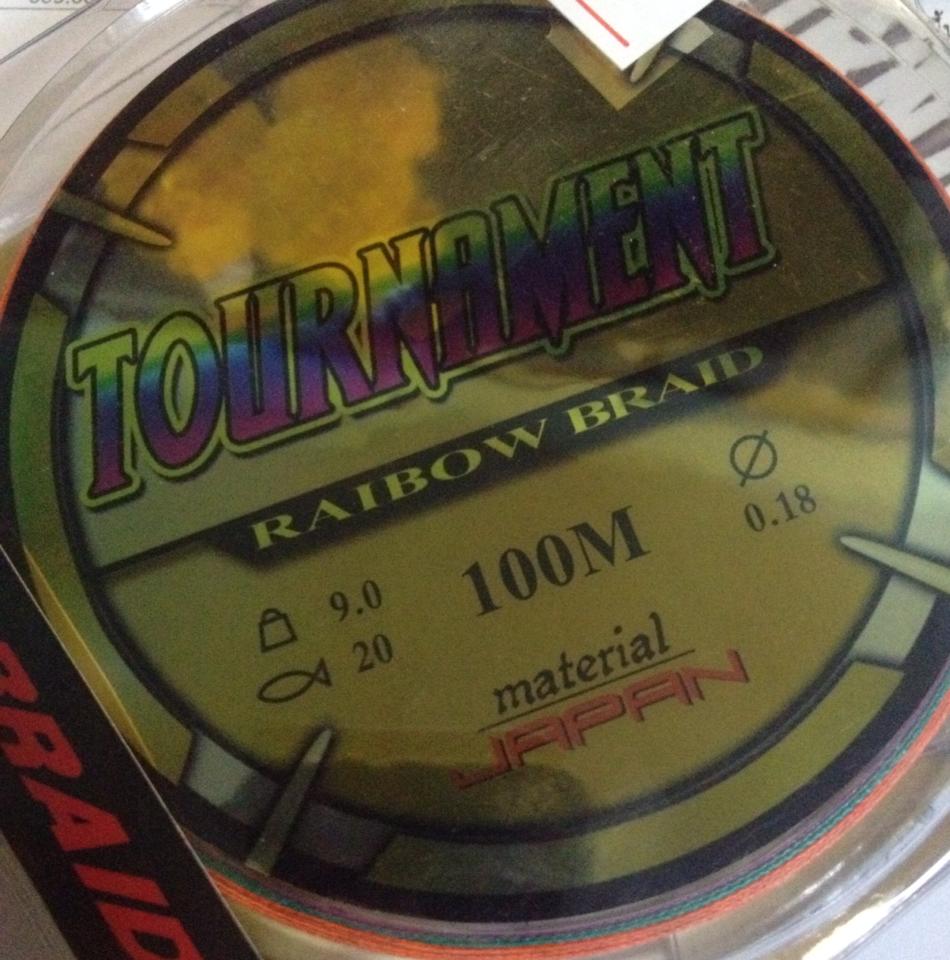 TOURNAMENT
RAIBOW BRAID
Ø
0.18
100M
9.0
20
material
JAPAN
BRAID